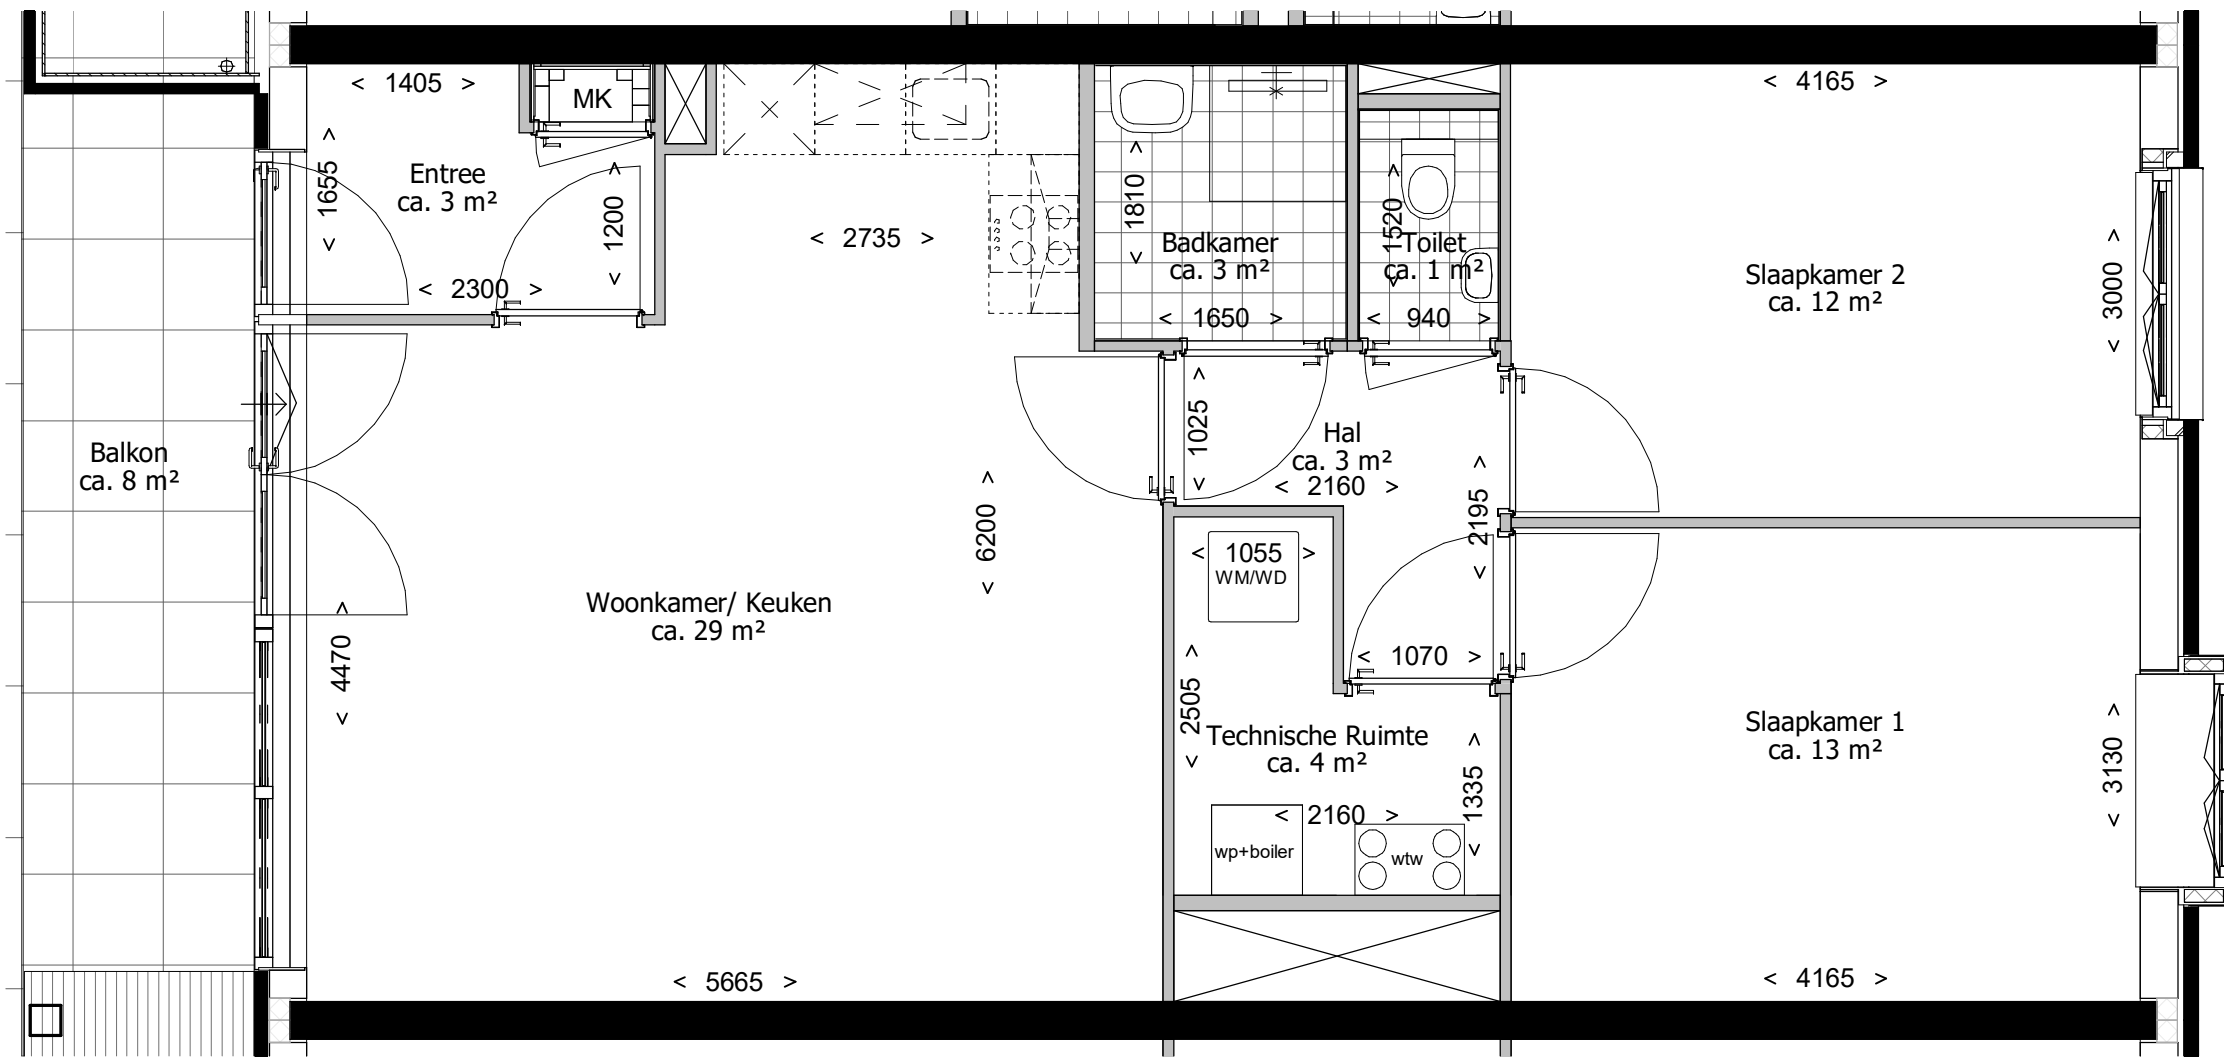 < 1405 >
MK
< 4165 >
< 1655 >
Entree
ca. 3 m²
< 1200 >
< 2300 >
< 2735 >
< 1810 >
Badkamer
ca. 3 m²
< 1650 >
< 1520 >
Toilet
ca. 1 m²
< 940 >
Slaapkamer 2
ca. 12 m²
< 3000 >
Balkon
ca. 8 m²
< 1025 >
Hal
ca. 3 m²
< 2160 >
< 2195 >
< 6200 >
< 1055 >
WM/WD
Woonkamer/ Keuken
ca. 29 m²
< 4470 >
< 1070 >
< 2505 >
Technische Ruimte
ca. 4 m²
< 1335 >
< 2160 >
wp+boiler
wtw
Slaapkamer 1
ca. 13 m²
< 3130 >
< 5665 >
< 4165 >